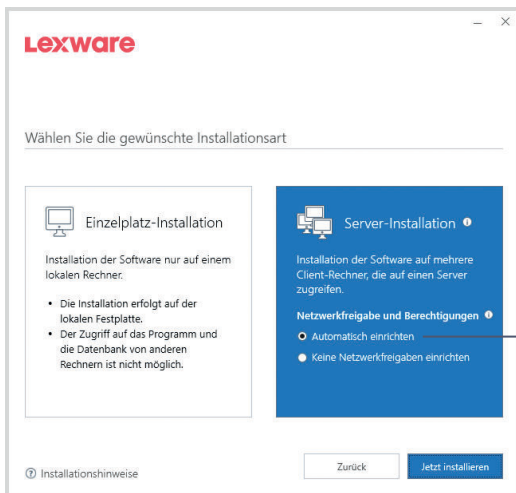 Lexware
Wählen Sie die gewünschte Installationsart
Einzelplatz-Installation
Installation der Software nur auf einem
lokalen Rechner.
• Die Installation erfolgt auf der
lokalen Festplatte.
• Der Zugriff auf das Programm und
die Datenbank von anderen
Rechnern ist nicht möglich.
Server-Installation
Installation der Software auf mehrere
Client-Rechner, die auf einen Server
zugreifen.
Netzwerkfreigabe und Berechtigungen
Automatisch einrichten
Keine Netzwerkfreigaben einrichten
Installationshinweise
Zurück
Jetzt installieren